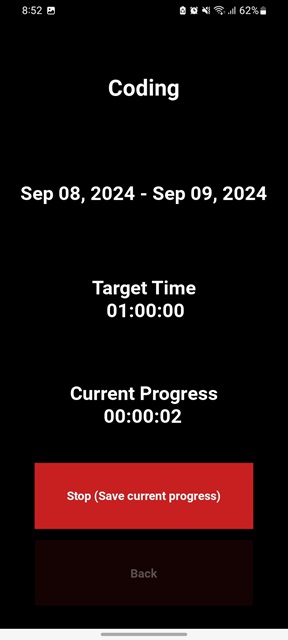 8:52 62%
Coding
Sep 08, 2024 - Sep 09, 2024
Target Time
01:00:00
Current Progress
00:00:02
Stop (Save current progress)
Back